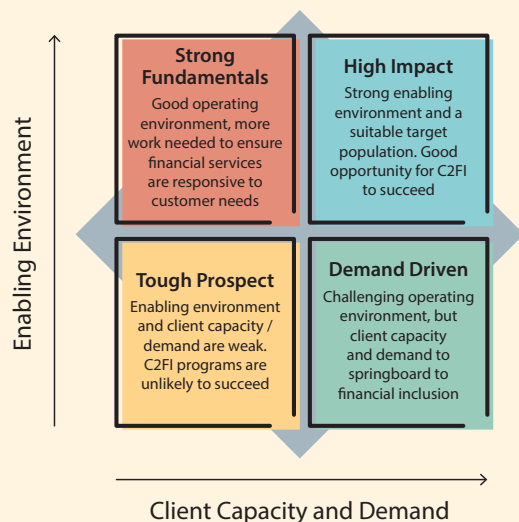 Enabling Environment
Strong
Fundamentals
Good operating
environment, more
work needed to ensure
financial services
are responsive to
customer needs
High Impact
Strong enabling
environment and a
suitable target
population. Good
opportunity for C2FI
to succeed
Tough Prospect
Enabling environment
and client capacity /
demand are weak.
C2FI programs are
unlikely to succeed
Demand Driven
Challenging operating
environment, but
client capacity
and demand to
springboard to
financial inclusion
Client Capacity and Demand